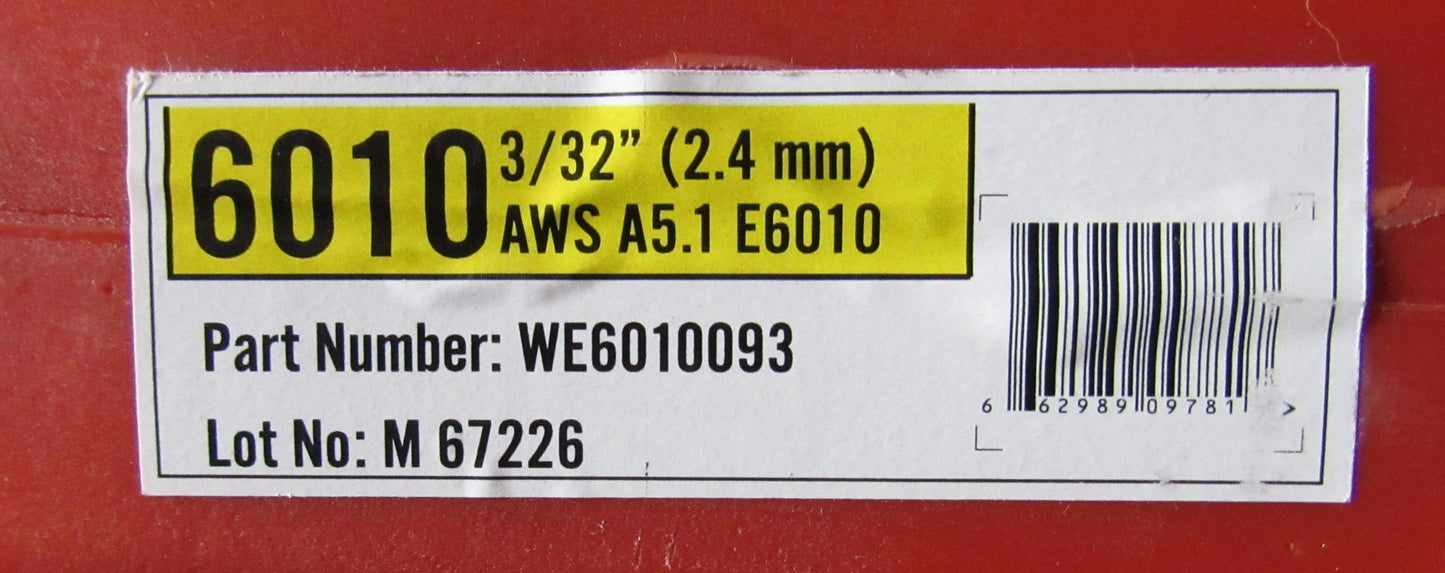 6010 3/32” (2.4 mm)
AWS A5.1 E6010
Part Number: WE6010093
Lot No: M 67226
6 62989 09781 >